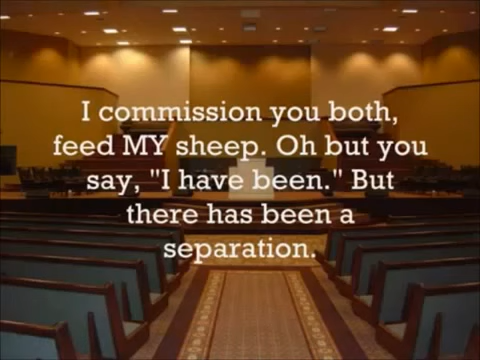 I commission you both,
feed MY sheep. Oh but you
say, "I have been." But
there has been a
separation.